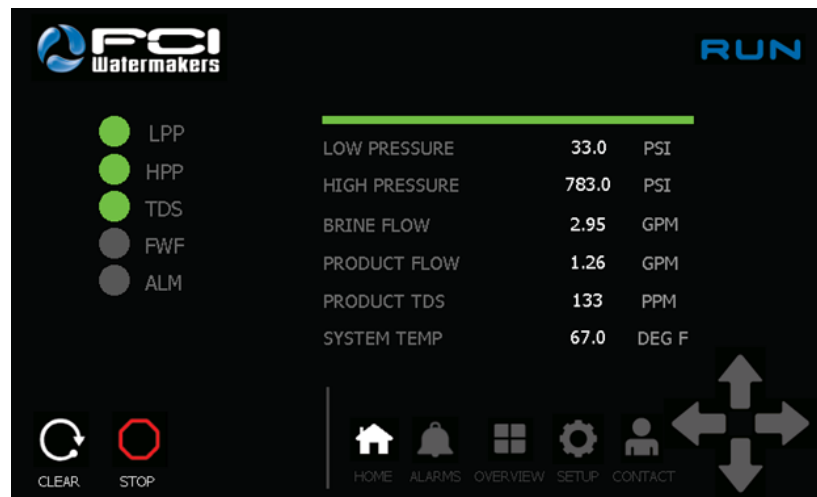 FCI
Watermakers
RUN
LPP
HPP
TDS
FWF
ALM
LOW PRESSURE 33.0 PSI
HIGH PRESSURE 783.0 PSI
BRINE FLOW 2.95 GPM
PRODUCT FLOW 1.26 GPM
PRODUCT TDS 133 PPM
SYSTEM TEMP 67.0 DEG F
CLEAR STOP
HOME ALARMS OVERVIEW SETUP CONTACT